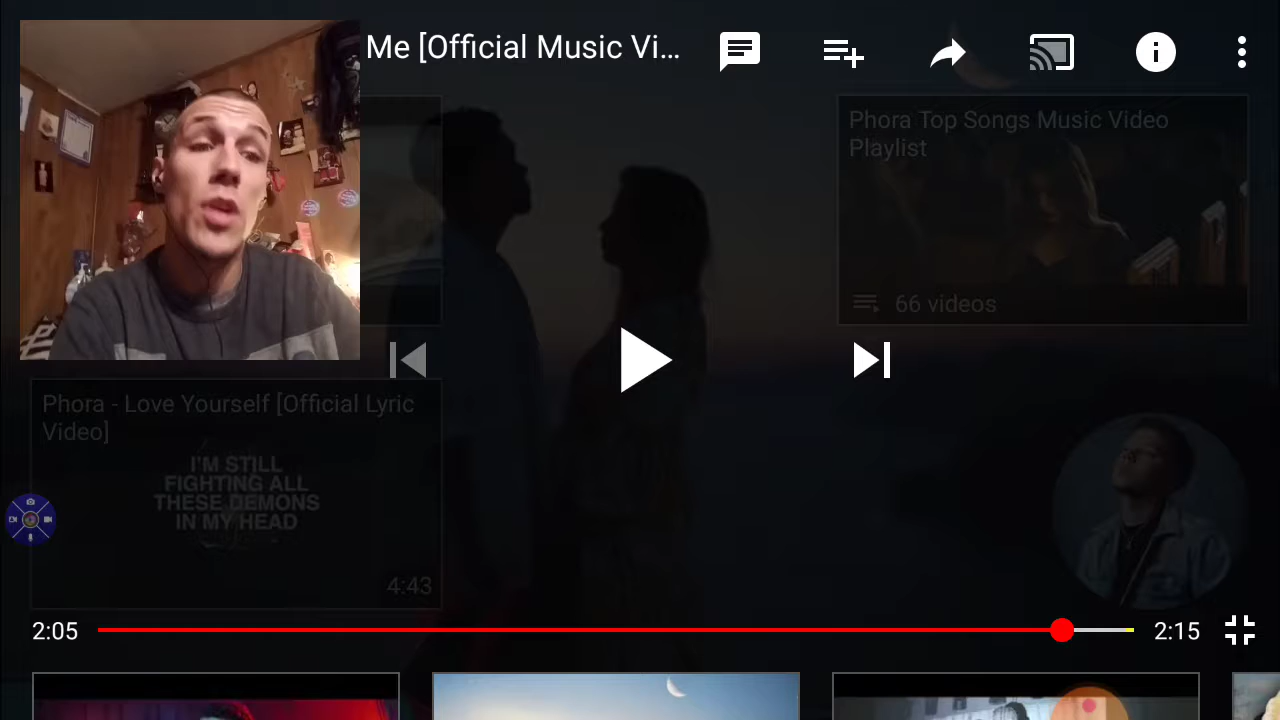 Me [Official Music Vi...
Phora Top Songs Music Video
Playlist
66 videos
Phora - Love Yourself [Official Lyric
Video]
I'M STILL
FIGHTING ALL
THESE DEMONS
IN MY HEAD
4:43
2:05
2:15